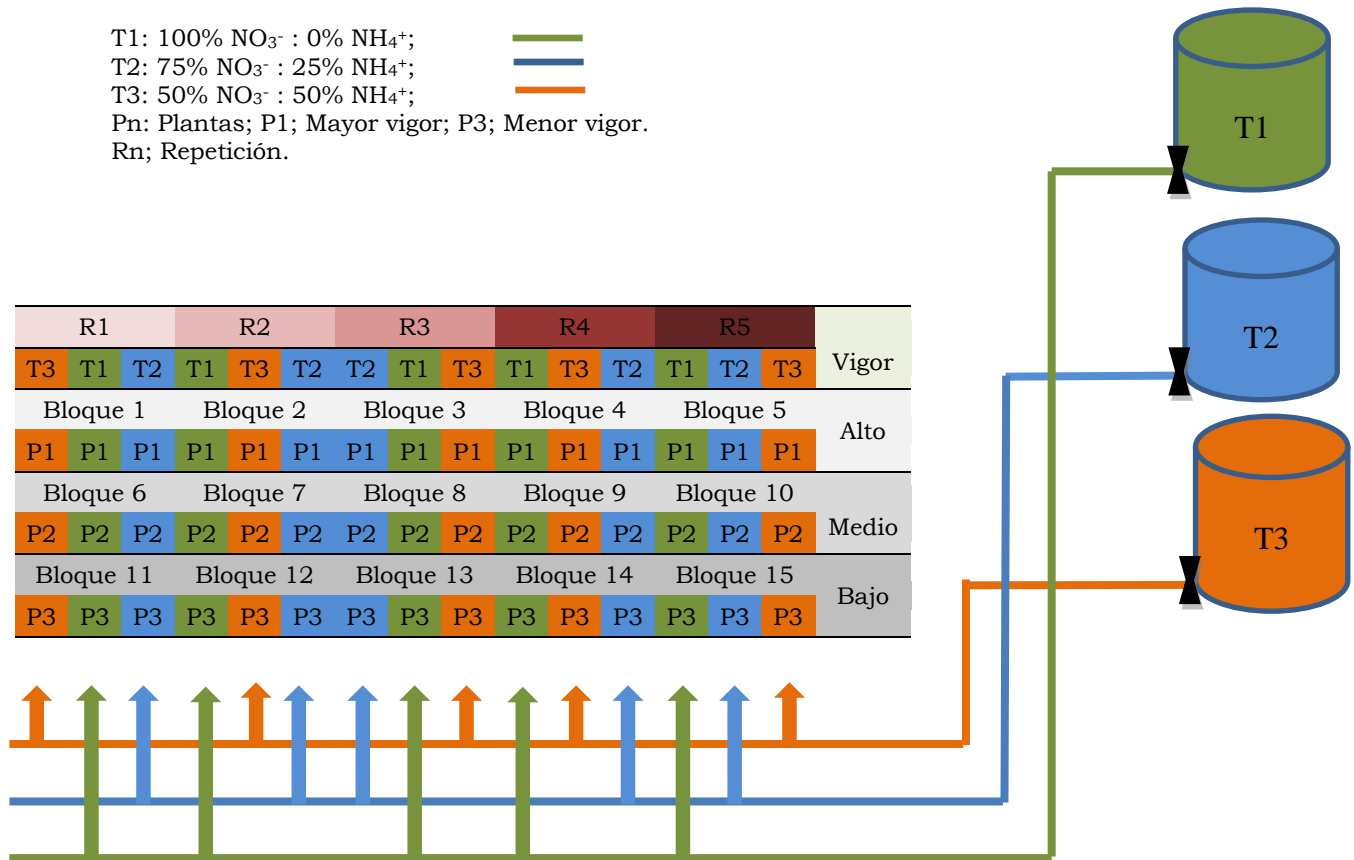 T1: 100% NO₃⁻ : 0% NH₄⁺;
T2: 75% NO₃⁻ : 25% NH₄⁺;
T3: 50% NO₃⁻ : 50% NH₄⁺;
Pn: Plantas; P1; Mayor vigor; P3; Menor vigor.
Rn; Repetición.
T1
T2
T3
R1 R2 R3 R4 R5
T3 T1 T2 T1 T3 T2 T2 T1 T3 T1 T3 T2 T1 T2 T3 Vigor
Bloque 1 Bloque 2 Bloque 3 Bloque 4 Bloque 5
Alto
P1 P1 P1 P1 P1 P1 P1 P1 P1 P1 P1 P1 P1 P1 P1
Bloque 6 Bloque 7 Bloque 8 Bloque 9 Bloque 10
Medio
P2 P2 P2 P2 P2 P2 P2 P2 P2 P2 P2 P2 P2 P2 P2
Bloque 11 Bloque 12 Bloque 13 Bloque 14 Bloque 15
Bajo
P3 P3 P3 P3 P3 P3 P3 P3 P3 P3 P3 P3 P3 P3 P3